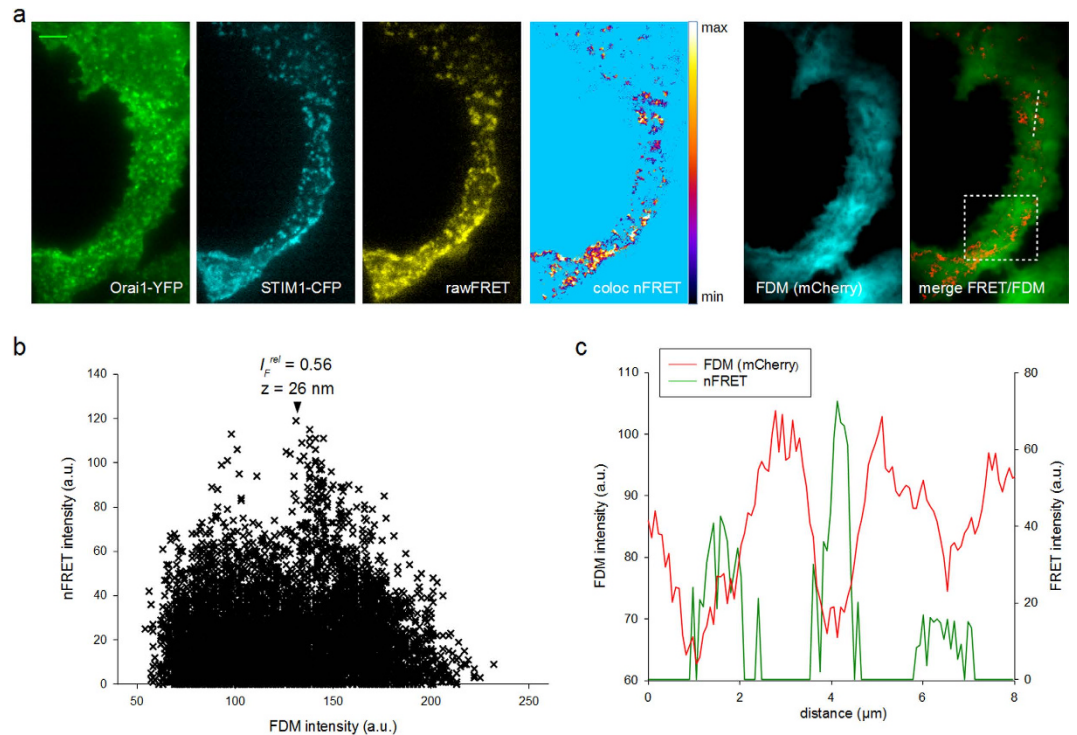 a
Orai1-YFP
STIM1-CFP
rawFRET
coloc nFRET
max
min
FDM (mCherry)
merge FRET/FDM
b
I_F^rel = 0.56
z = 26 nm
140
120
100
80
60
40
20
0
nFRET intensity (a.u.)
50 100 150 200 250
FDM intensity (a.u.)
c
FDM (mCherry)
nFRET
110
100
90
80
70
60
FDM intensity (a.u.)
80
60
40
20
0
FRET intensity (a.u.)
0 2 4 6 8
distance (µm)